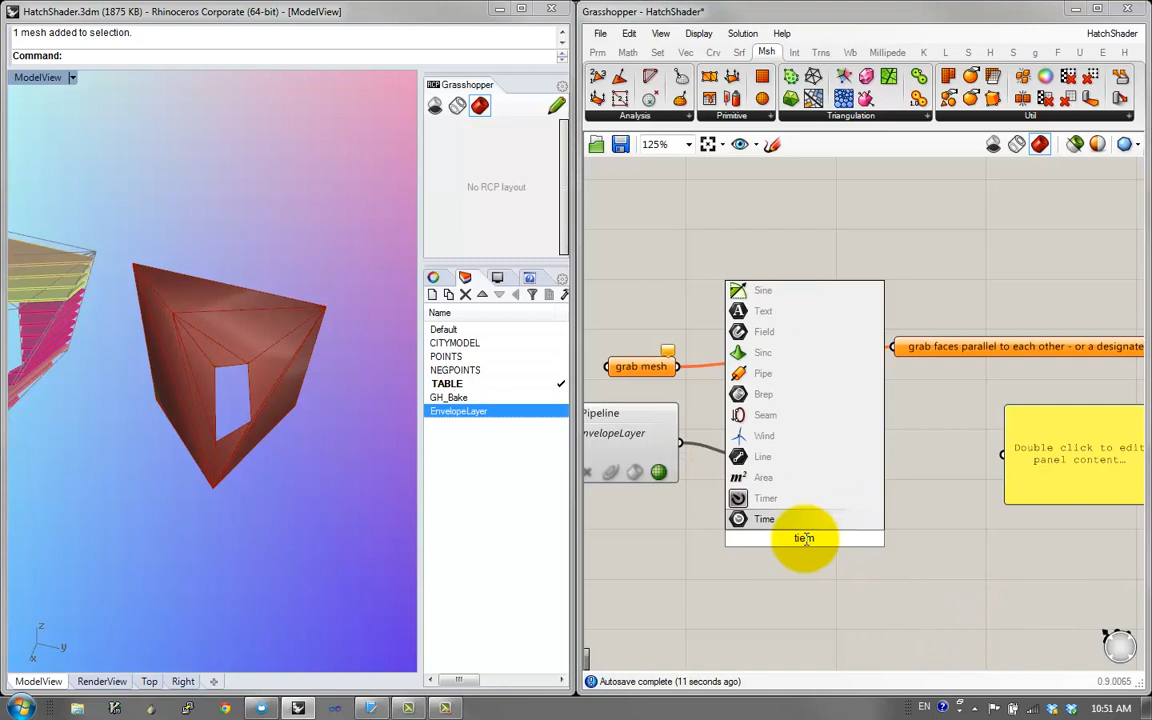 HatchShader.3dm (1875 KB) - Rhinoceros Corporate (64-bit) - [ModelView]
1 mesh added to selection.
Command:
ModelView
Grasshopper
No RCP layout
Name
Default
CITYMODEL
POINTS
NEGPOINTS
TABLE
GH_Bake
EnvelopeLayer
ModelView RenderView Top Right
z
y
x
Grasshopper - HatchShader*
File Edit View Display Solution Help HatchShader
Prm Math Set Vec Crv Srf Msh Int Trns Wb Millipede K L S H S g F U E H
Analysis Primitive Triangulation Util
125%
grab mesh
Pipeline
nvelopeLayer
Sine
Text
Field
Sinc
Pipe
Brep
Seam
Wind
Line
m² Area
Timer
Time
tiem
grab faces parallel to each other - or a designate
Double click to edit
panel content...
Autosave complete (11 seconds ago)
0.9.0065
EN
10:51 AM